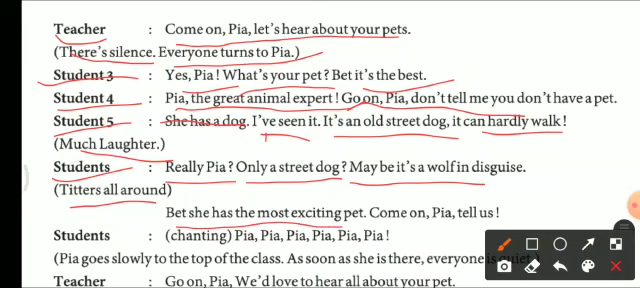 Teacher : Come on, Pia, let's hear about your pets.
(There's silence. Everyone turns to Pia.)
Student 3 : Yes, Pia ! What's your pet ? Bet it's the best.
Student 4 : Pia, the great animal expert ! Go on, Pia, don't tell me you don't have a pet.
Student 5 : She has a dog. I've seen it. It's an old street dog, it can hardly walk !
(Much Laughter.)
Students : Really Pia ? Only a street dog ? May be it's a wolf in disguise.
(Titters all around)
Bet she has the most exciting pet. Come on, Pia, tell us !
Students : (chanting) Pia, Pia, Pia, Pia, Pia, Pia !
(Pia goes slowly to the top of the class. As soon as she is there, everyone is quiet.)
Teacher : Go on, Pia, We'd love to hear all about your pet.